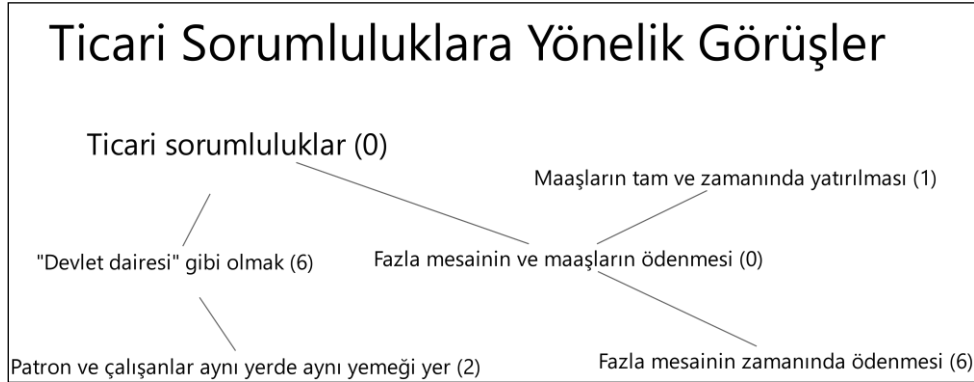 Ticari Sorumluluklara Yönelik Görüşler
Ticari sorumluluklar (0)
Maaşların tam ve zamanında yatırılması (1)
"Devlet dairesi" gibi olmak (6)
Fazla mesainin ve maaşların ödenmesi (0)
Patron ve çalışanlar aynı yerde aynı yemeği yer (2)
Fazla mesainin zamanında ödenmesi (6)